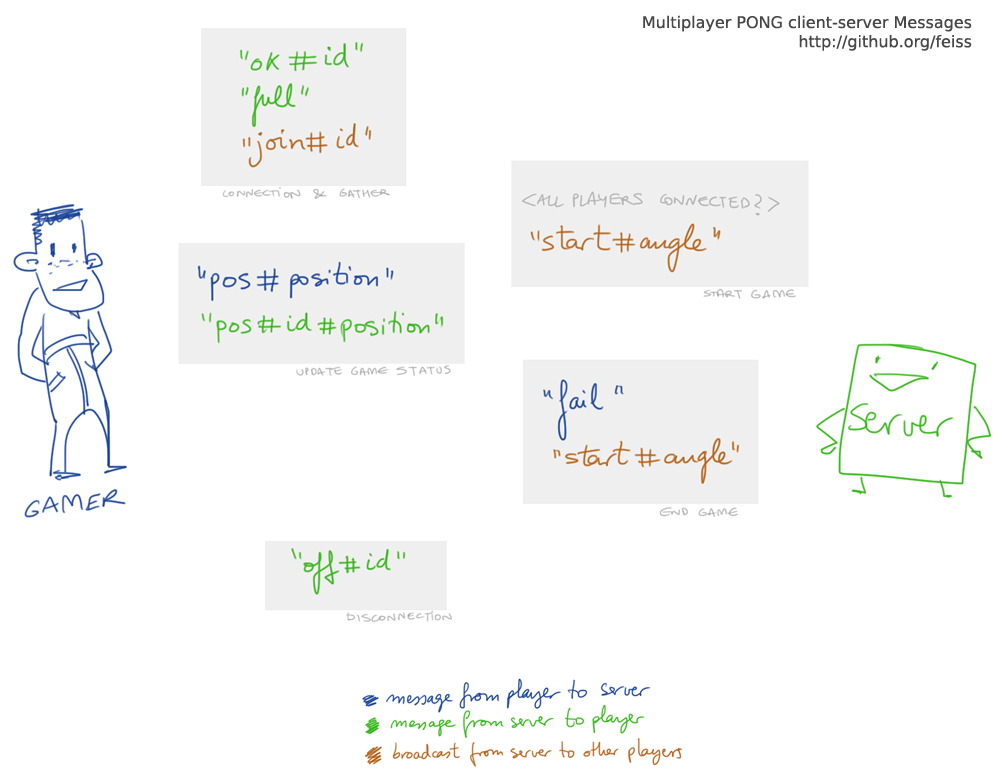 Multiplayer PONG client-server Messages
http://github.org/feiss
"ok#id"
"full"
"join#id"
CONNECTION & GATHER
<ALL PLAYERS CONNECTED?>
"start#angle"
START GAME
"pos#position"
"pos#id#position"
UPDATE GAME STATUS
"fail"
"start#angle"
END GAME
server
GAMER
"off#id"
DISCONNECTION
message from player to server
message from server to player
broadcast from server to other players